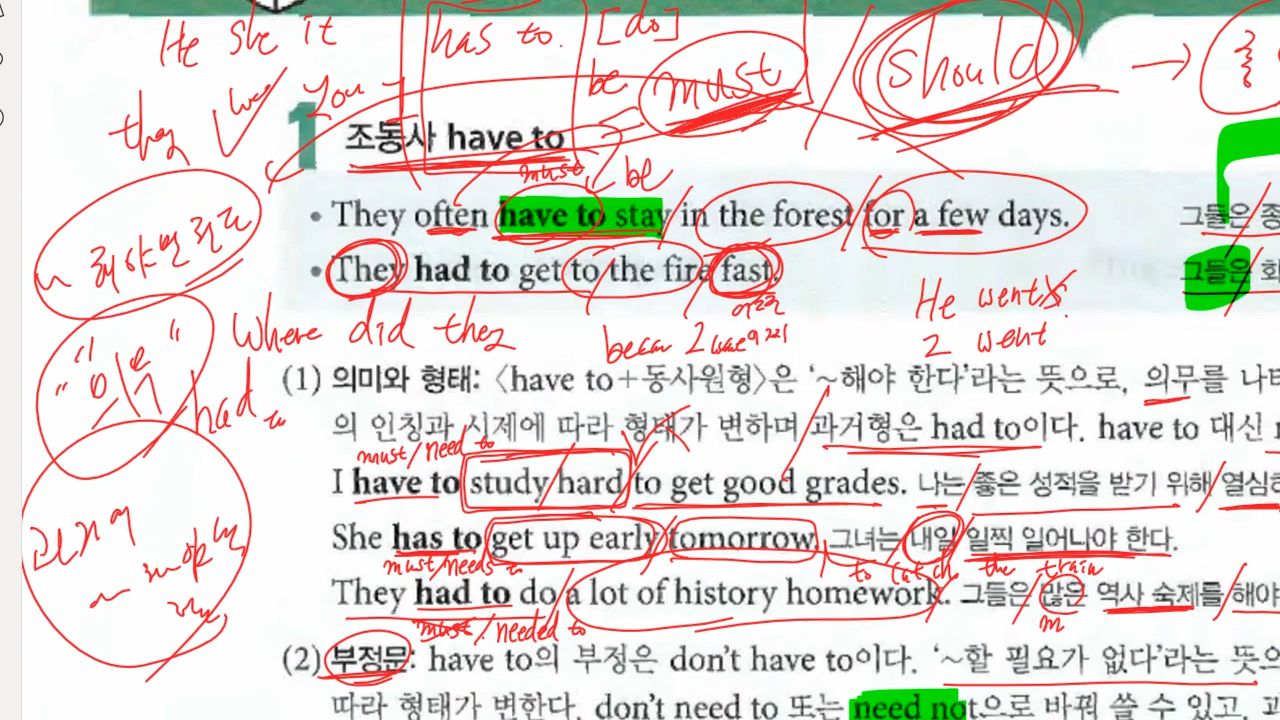 He She it has to. [do]
they you be must / should →
1 조동사 have to
must be
• They often have to stay in the forest for a few days. 그들은 종
• They had to get to the fire fast. 그들은 화
~ 해야만 한다
He went
2 went
Where did they
had to
"의무"
(1) 의미와 형태: 〈have to+동사원형〉은 '~해야 한다'라는 뜻으로, 의무를 나타
의 인칭과 시제에 따라 형태가 변하며 과거형은 had to이다. have to 대신
must/need to
I have to study hard to get good grades. 나는 좋은 성적을 받기 위해 열심히
She has to get up early tomorrow. 그녀는 내일 일찍 일어나야 한다.
must/needs to to catch the train
They had to do a lot of history homework. 그들은 많은 역사 숙제를 해야
must/needed to m
(2) 부정문: have to의 부정은 don't have to이다. '~할 필요가 없다'라는 뜻으
따라 형태가 변한다. don't need to 또는 need not으로 바꿔 쓸 수 있고, 과